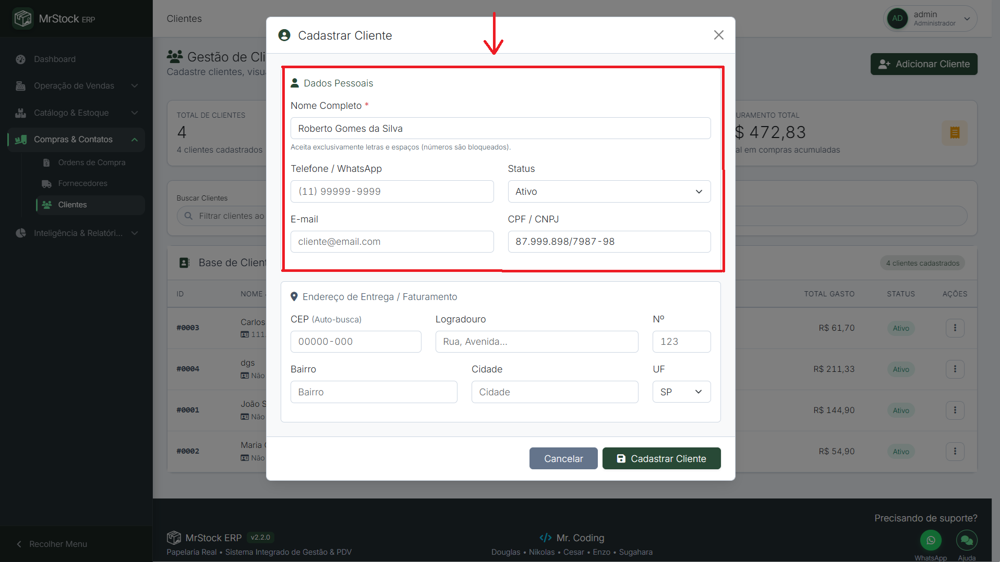 MrStock ERP
Clientes
AD
admin
Administrador
Dashboard
Operação de Vendas
Catálogo & Estoque
Compras & Contatos
Ordens de Compra
Fornecedores
Clientes
Inteligência & Relatóri...
Recolher Menu
Gestão de Cli
Cadastre clientes, visu
Adicionar Cliente
TOTAL DE CLIENTES
4
4 clientes cadastrados
URAMENTO TOTAL
$ 472,83
al em compras acumuladas
Buscar Clientes
Filtrar clientes ao
Base de Client
4 clientes cadastrados
ID NOME TOTAL GASTO STATUS AÇÕES
#0003 Carlos R$ 61,70 Ativo
111.
#0004 dgs R$ 211,33 Ativo
Não
#0001 João S R$ 144,90 Ativo
Não
#0002 Maria R$ 54,90 Ativo
Não
Cadastrar Cliente
Dados Pessoais
Nome Completo *
Roberto Gomes da Silva
Aceita exclusivamente letras e espaços (números são bloqueados).
Telefone / WhatsApp Status
(11) 99999-9999 Ativo
E-mail CPF / CNPJ
cliente@email.com 87.999.898/7987-98
Endereço de Entrega / Faturamento
CEP (Auto-busca) Logradouro Nº
00000-000 Rua, Avenida... 123
Bairro Cidade UF
Bairro Cidade SP
Cancelar Cadastrar Cliente
MrStock ERP v2.2.0
Papelaria Real • Sistema Integrado de Gestão & PDV
</> Mr. Coding
Douglas • Nikolas • Cesar • Enzo • Sugahara
Precisando de suporte?
WhatsApp Ajuda